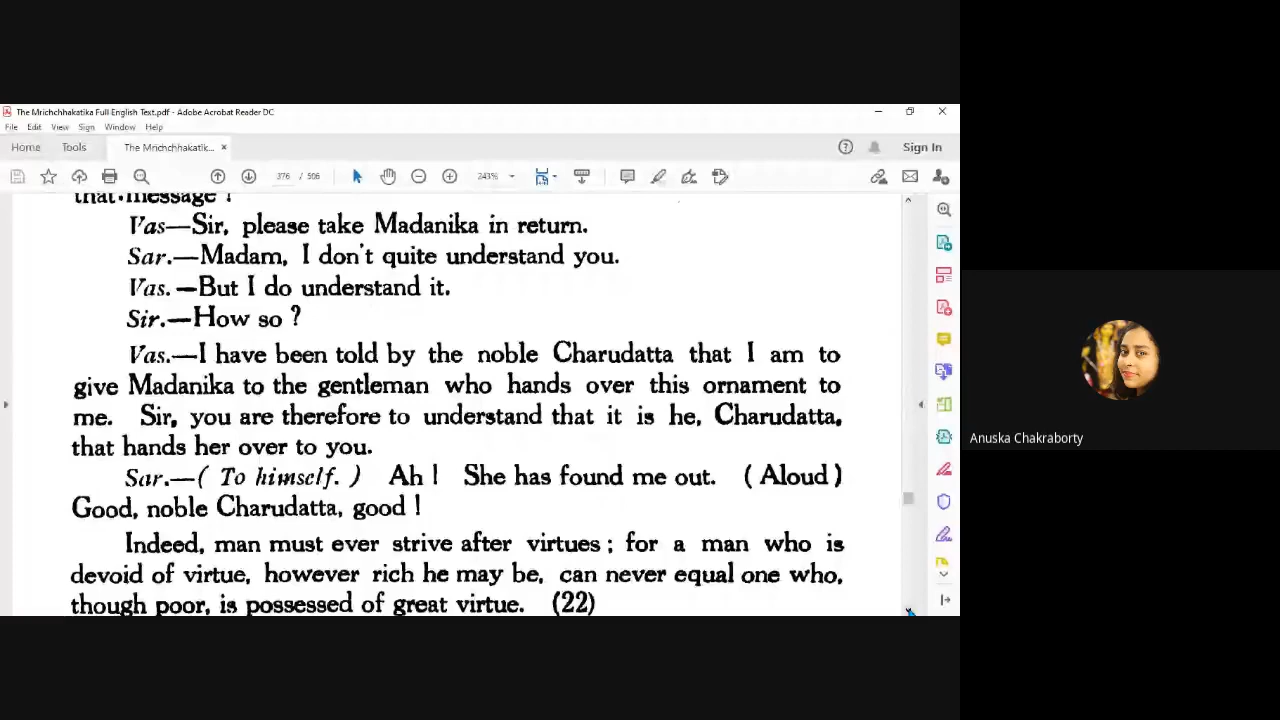 The Mrichchhakatika Full English Text.pdf - Adobe Acrobat Reader DC
File Edit View Sign Window Help
Home Tools The Mrichchhakatik... × Sign In
376 / 506 243%
that message !
Vas—Sir, please take Madanika in return.
Sar.—Madam, I don't quite understand you.
Vas. —But I do understand it.
Sir.—How so ?
Vas.—I have been told by the noble Charudatta that I am to
give Madanika to the gentleman who hands over this ornament to
me. Sir, you are therefore to understand that it is he, Charudatta,
that hands her over to you.
Sar.—( To himself. ) Ah ! She has found me out. ( Aloud )
Good, noble Charudatta, good !
Indeed, man must ever strive after virtues ; for a man who is
devoid of virtue, however rich he may be, can never equal one who,
though poor, is possessed of great virtue. (22)
Anuska Chakraborty